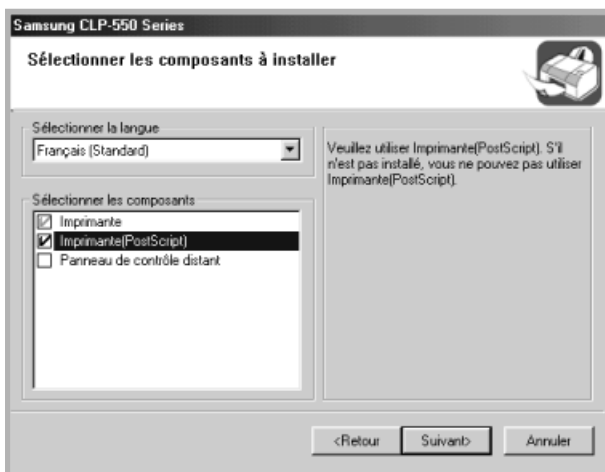 Samsung CLP-550 Series
Sélectionner les composants à installer
Sélectionner la langue
Français (Standard)
Veuillez utiliser Imprimante(PostScript). S'il
n'est pas installé, vous ne pouvez pas utiliser
Imprimante(PostScript).
Sélectionner les composants
Imprimante
Imprimante(PostScript)
Panneau de contrôle distant
<Retour
Suivant>
Annuler